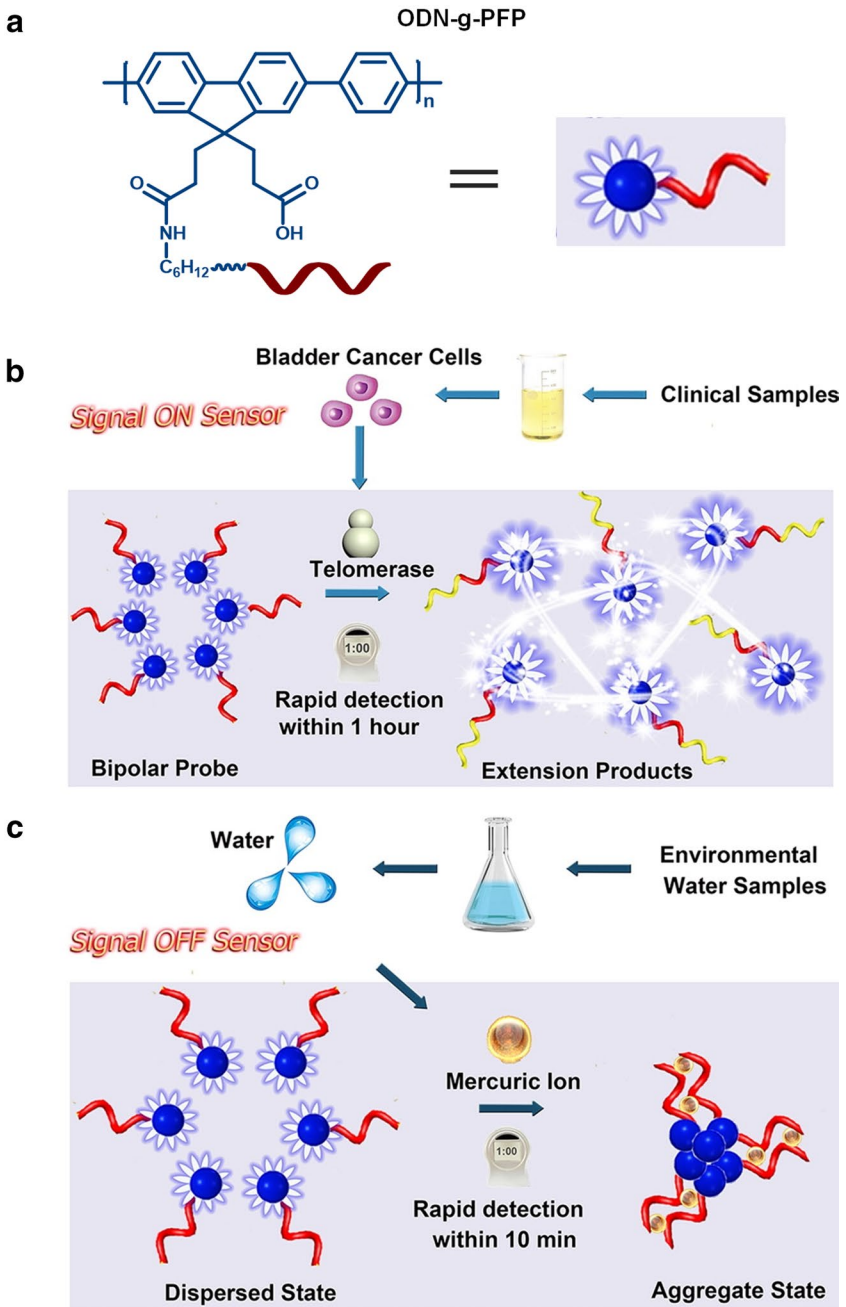 a
ODN-g-PFP
n
O
O
NH
OH
C₆H₁₂
=
b
Bladder Cancer Cells
Clinical Samples
Signal ON Sensor
Telomerase
1:00
Rapid detection
within 1 hour
Bipolar Probe
Extension Products
c
Water
Environmental
Water Samples
Signal OFF Sensor
Mercuric Ion
1:00
Rapid detection
within 10 min
Dispersed State
Aggregate State